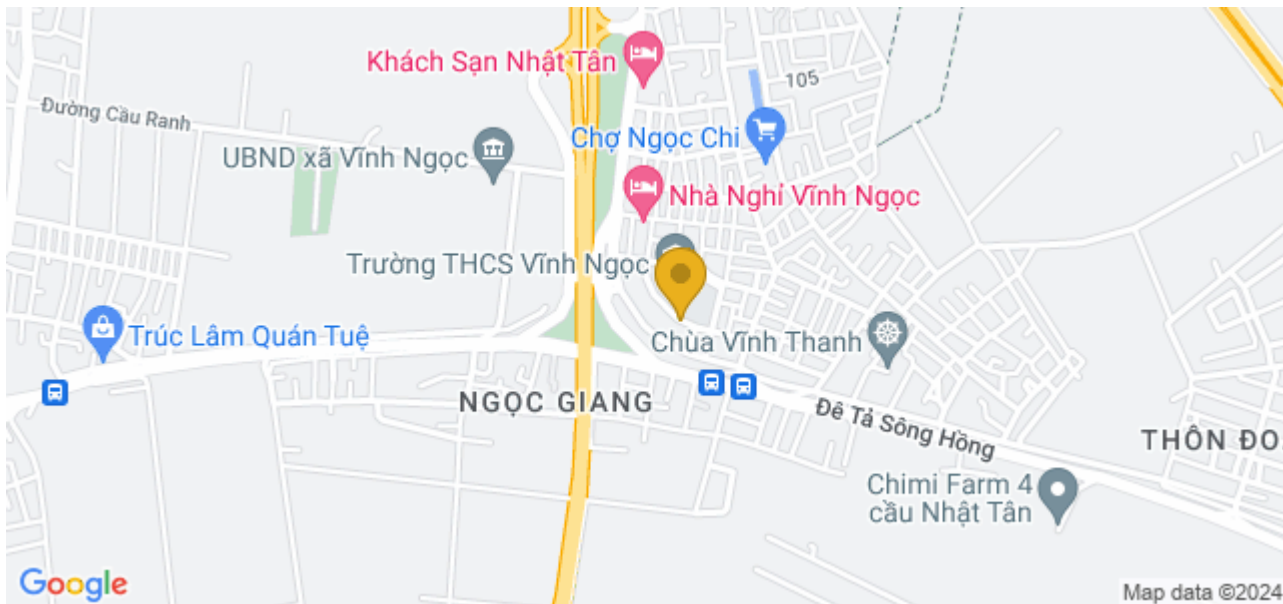 Khách Sạn Nhật Tân
105
Đường Cầu Ranh
Chợ Ngọc Chi
UBND xã Vĩnh Ngọc
Nhà Nghỉ Vĩnh Ngọc
Trường THCS Vĩnh Ngọc
Trúc Lâm Quán Tuệ
Chùa Vĩnh Thanh
NGỌC GIANG
Đê Tả Sông Hồng
THÔN ĐO
Chimi Farm 4
cầu Nhật Tân
Google
Map data ©2024